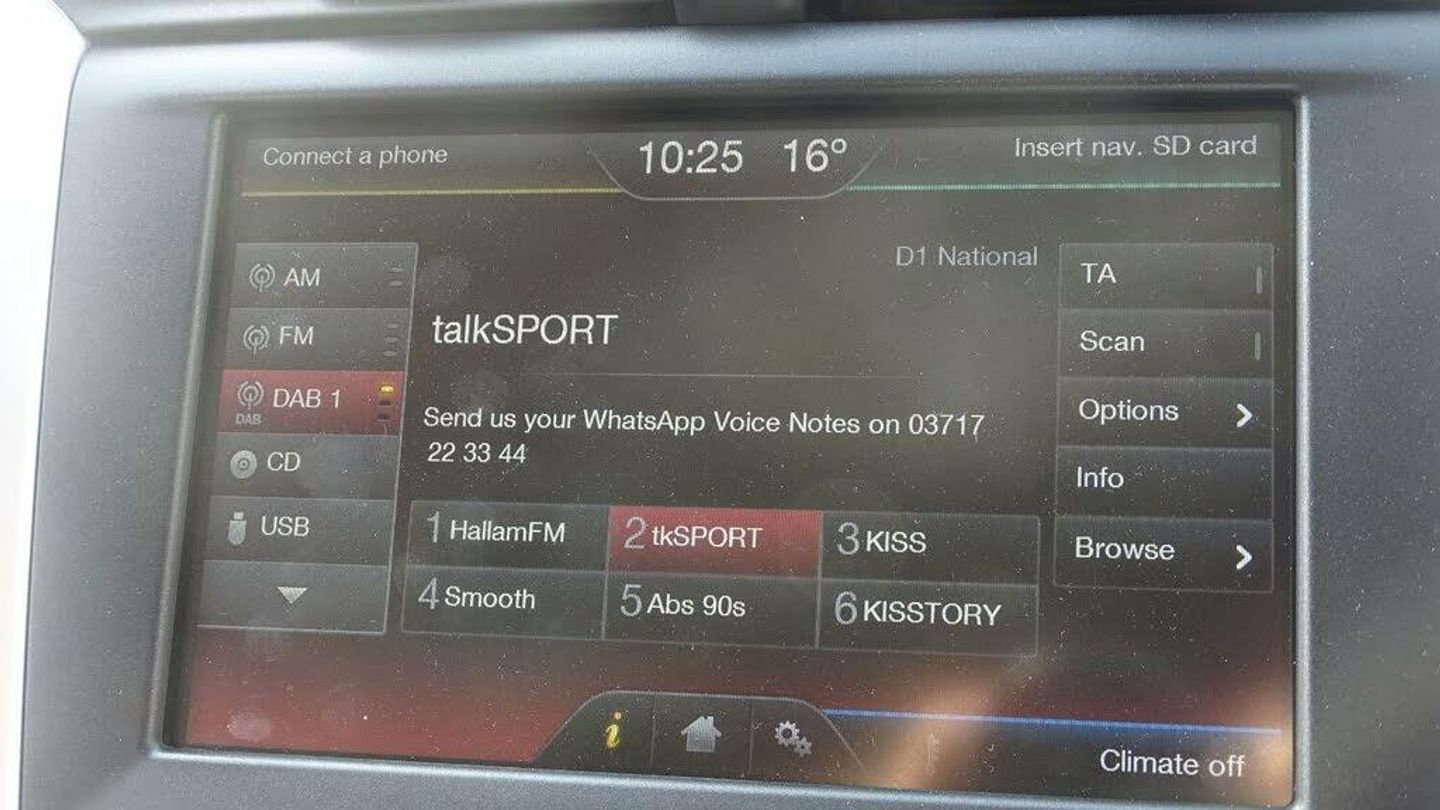 Connect a phone
10:25 16°
Insert nav. SD card
AM
FM
DAB 1
DAB
CD
USB
D1 National
talkSPORT
Send us your WhatsApp Voice Notes on 03717
22 33 44
1 HallamFM
2 tkSPORT
3 KISS
4 Smooth
5 Abs 90s
6 KISSTORY
TA
Scan
Options
Info
Browse
i
Climate off